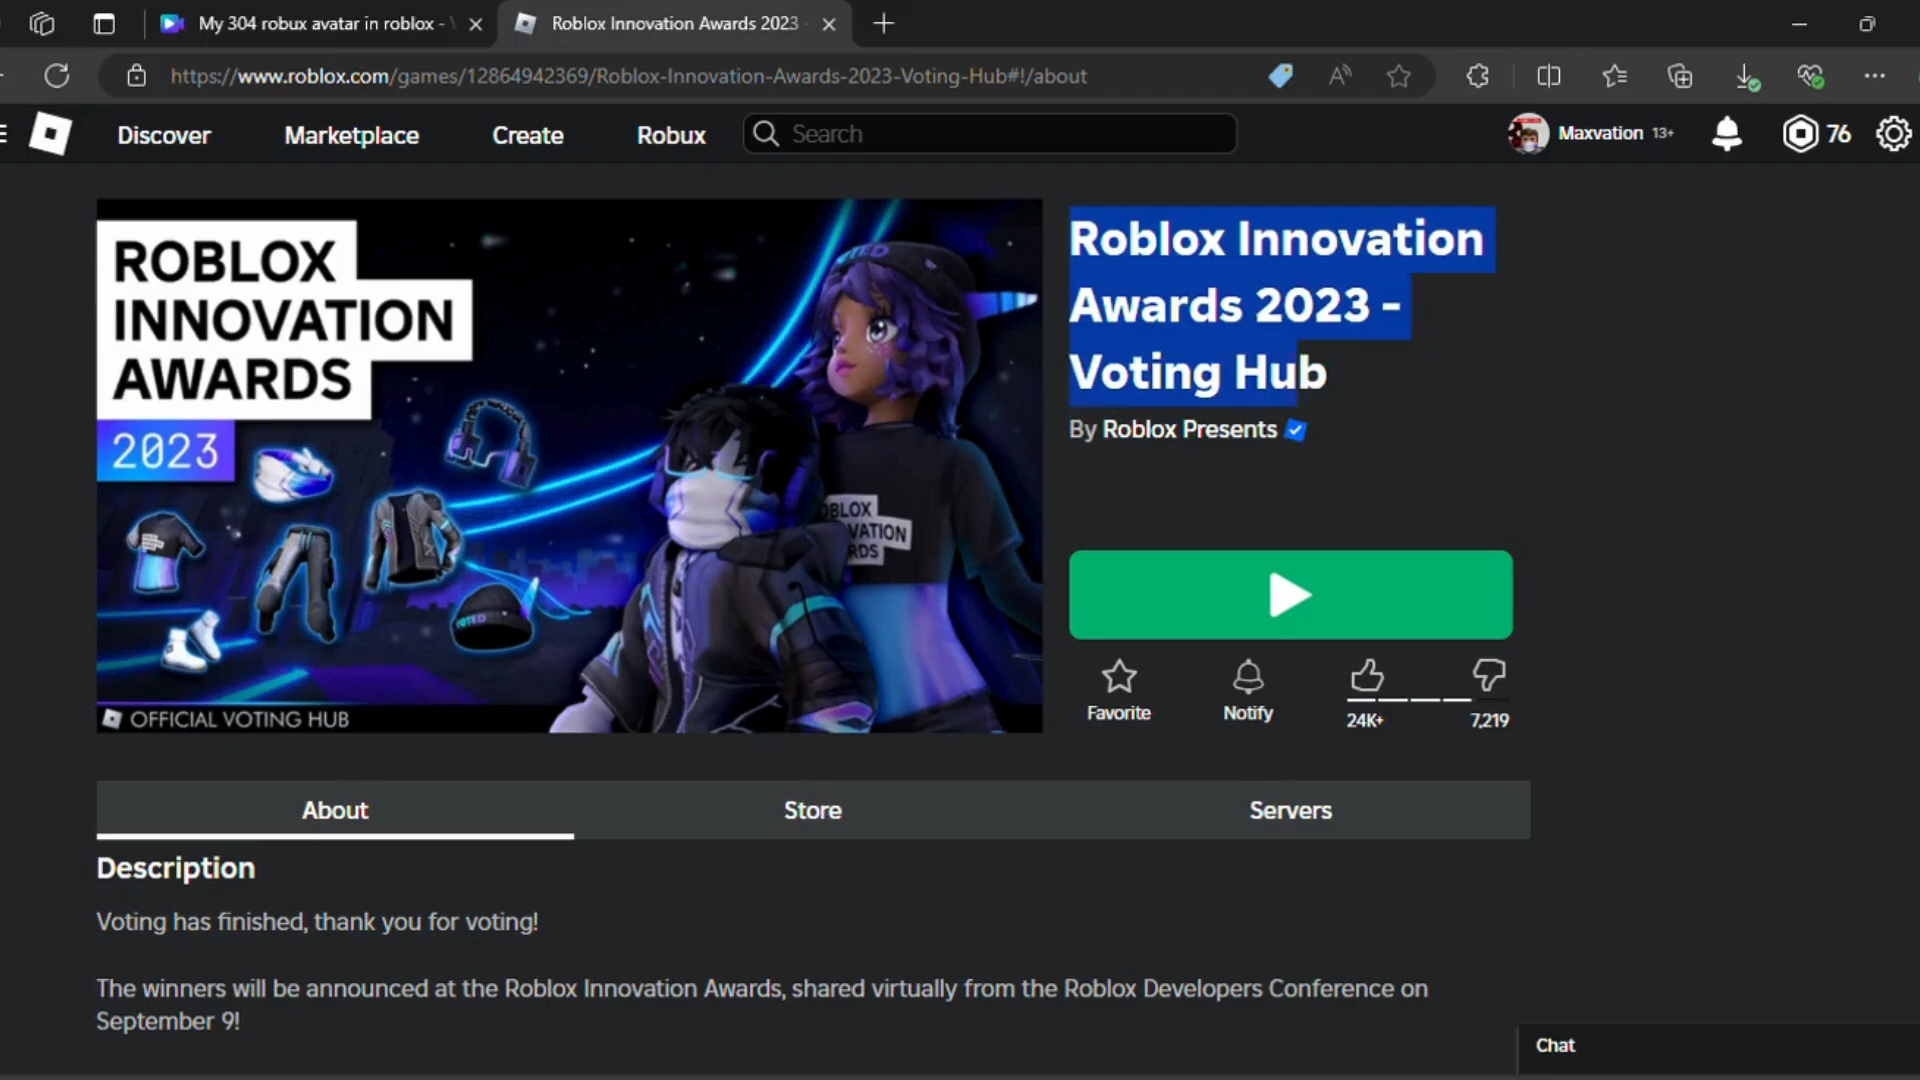 My 304 robux avatar in roblox -
Roblox Innovation Awards 2023
https://www.roblox.com/games/12864942369/Roblox-Innovation-Awards-2023-Voting-Hub#!/about
Discover
Marketplace
Create
Robux
Search
Maxvation 13+
76
ROBLOX
INNOVATION
AWARDS
2023
VOTED
OFFICIAL VOTING HUB
Roblox Innovation
Awards 2023 -
Voting Hub
By Roblox Presents
Favorite
Notify
24K+
7,219
About
Store
Servers
Description
Voting has finished, thank you for voting!
The winners will be announced at the Roblox Innovation Awards, shared virtually from the Roblox Developers Conference on
September 9!
Chat